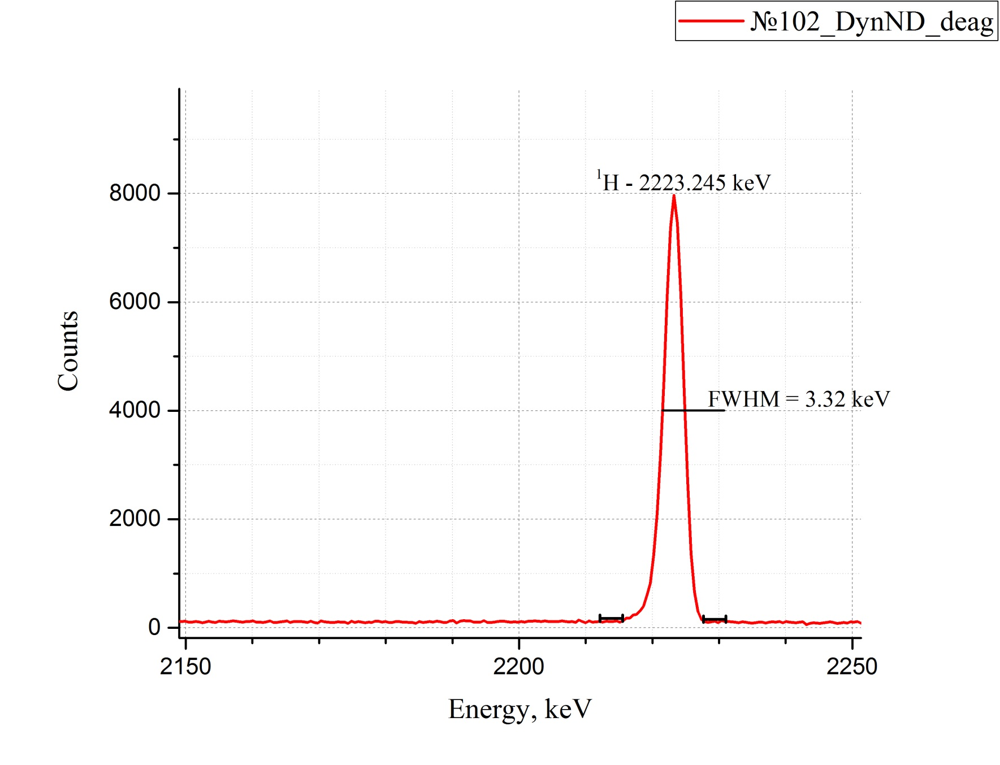 №102_DynND_deag
¹H - 2223.245 keV
8000
FWHM = 3.32 keV
6000
4000
2000
0
Counts
2150 2200 2250
Energy, keV